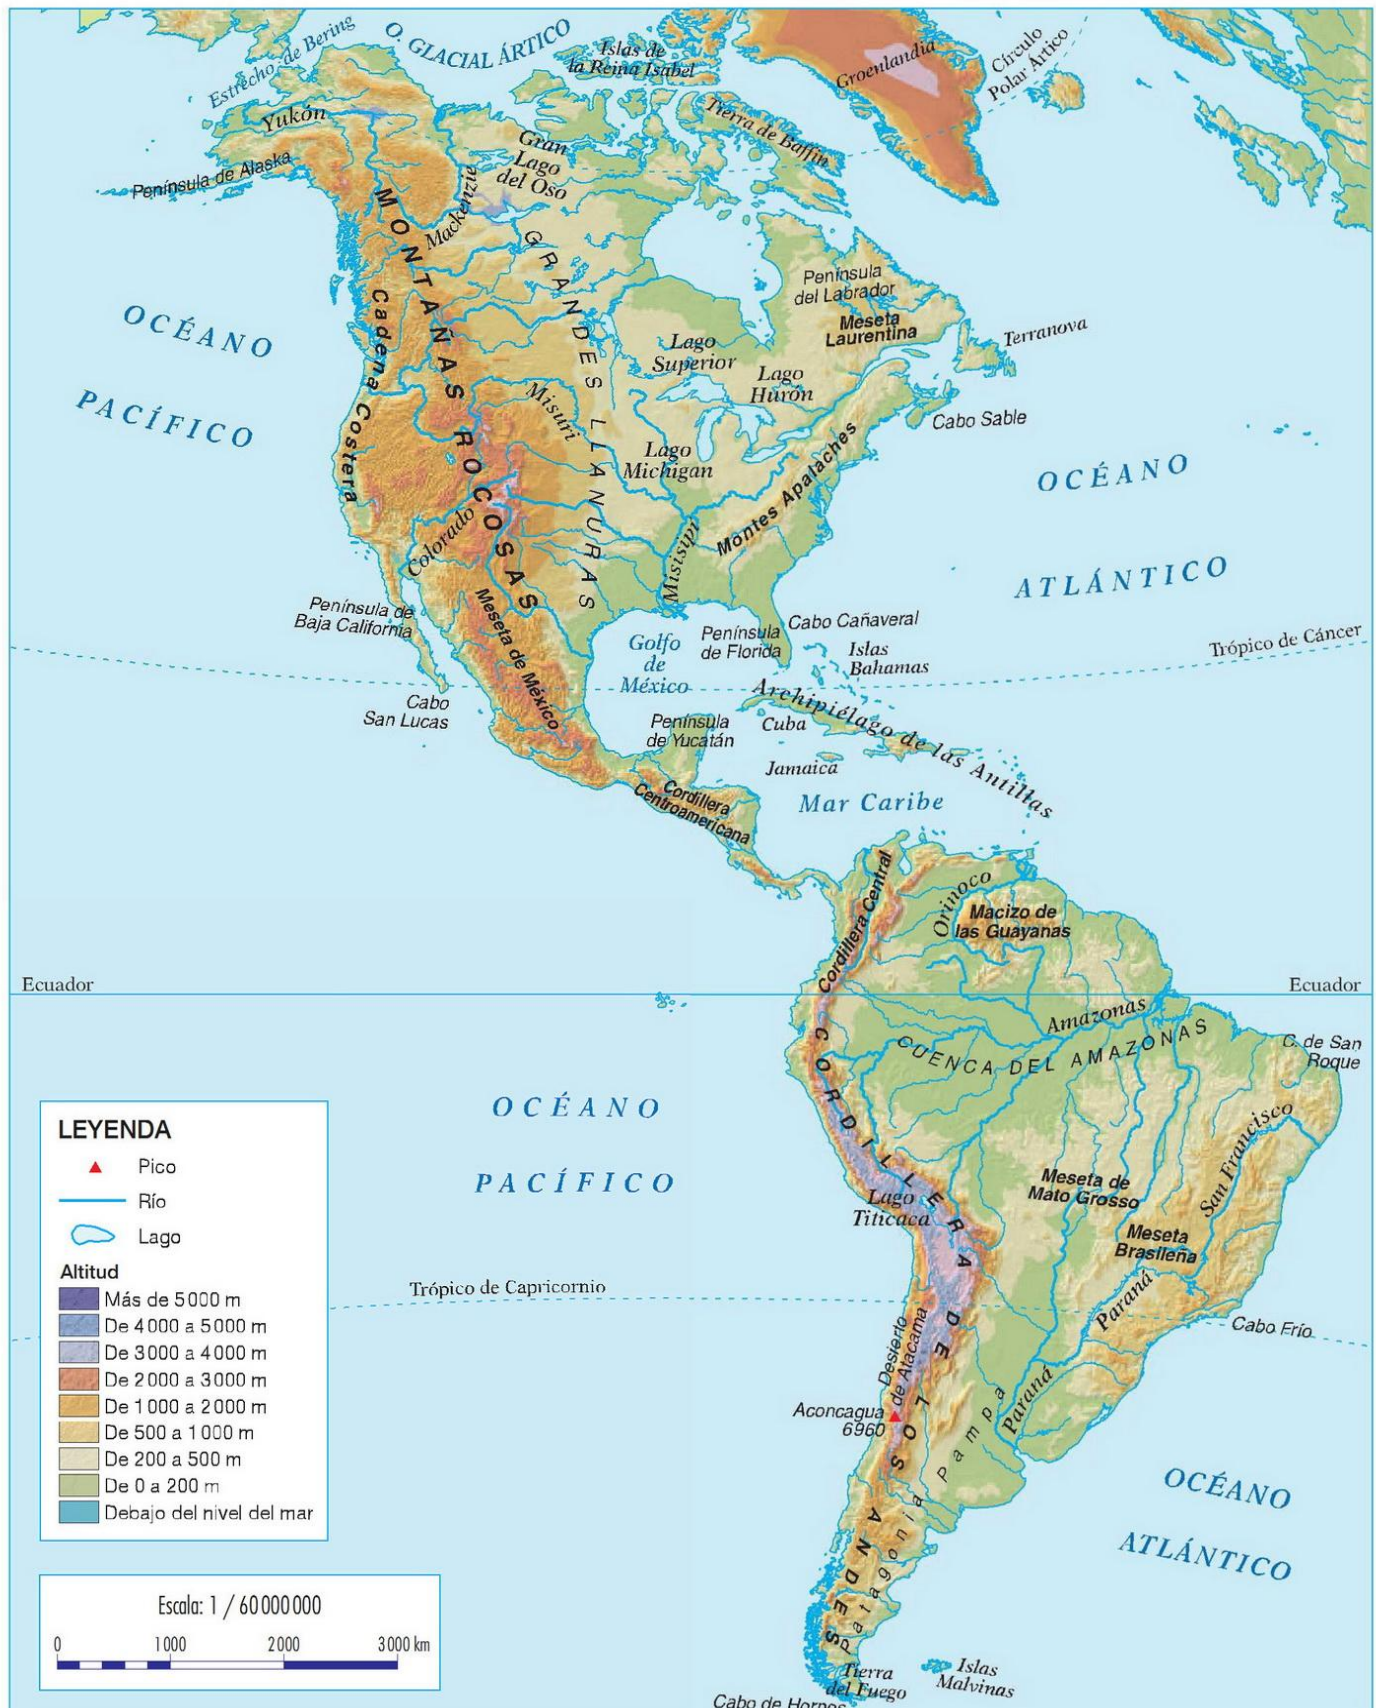 Estrecho de Bering
O. GLACIAL ÁRTICO
Islas de
la Reina Isabel
Groenlandia
Círculo
Polar Ártico
Yukón
Tierra de Baffin
Península de Alaska
Gran
Lago
del Oso
Mackenzie
MONTAÑAS ROCOSAS
GRANDES LLANURAS
Península
del Labrador
Meseta
Laurentina
Terranova
OCÉANO
PACÍFICO
Cadena Costera
Lago
Superior
Lago
Hurón
Misuri
Cabo Sable
Lago
Michigan
Montes Apalaches
OCÉANO
ATLÁNTICO
Colorado
Misisipi
Península de
Baja California
Meseta de México
Golfo
de
México
Península
de Florida
Cabo Cañaveral
Islas
Bahamas
Trópico de Cáncer
Cabo
San Lucas
Península
de Yucatán
Archipiélago de las Antillas
Cuba
Jamaica
Cordillera
Centroamericana
Mar Caribe
Cordillera Central
Orinoco
Macizo de
las Guayanas
Ecuador
Ecuador
Amazonas
CUENCA DEL AMAZONAS
C. de San
Roque
CORDILLERA DE LOS ANDES
OCÉANO
PACÍFICO
San Francisco
Lago
Titicaca
Meseta de
Mato Grosso
Meseta
Brasileña
Trópico de Capricornio
Paraná
Cabo Frío
Desierto
de Atacama
Paraná
Aconcagua
6960
Pampa
Patagonia
OCÉANO
ATLÁNTICO
Tierra
del Fuego
Islas
Malvinas
Cabo de Hornos
LEYENDA
Pico
Río
Lago
Altitud
Más de 5000 m
De 4000 a 5000 m
De 3000 a 4000 m
De 2000 a 3000 m
De 1000 a 2000 m
De 500 a 1000 m
De 200 a 500 m
De 0 a 200 m
Debajo del nivel del mar
Escala: 1 / 60000000
0 1000 2000 3000 km